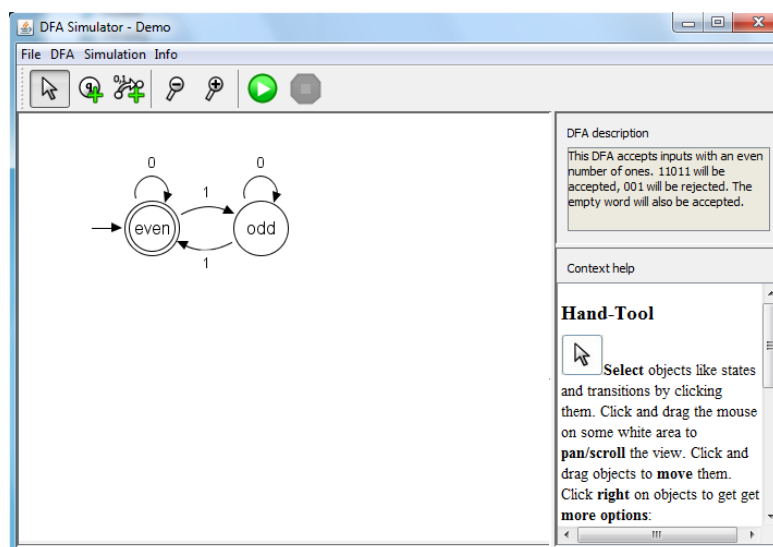 DFA Simulator - Demo
File DFA Simulation Info
q 0,1
0 0
1
even odd
1
DFA description
This DFA accepts inputs with an even
number of ones. 11011 will be
accepted, 001 will be rejected. The
empty word will also be accepted.
Context help
Hand-Tool
Select objects like states
and transitions by clicking
them. Click and drag the mouse
on some white area to
pan/scroll the view. Click and
drag objects to move them.
Click right on objects to get get
more options: